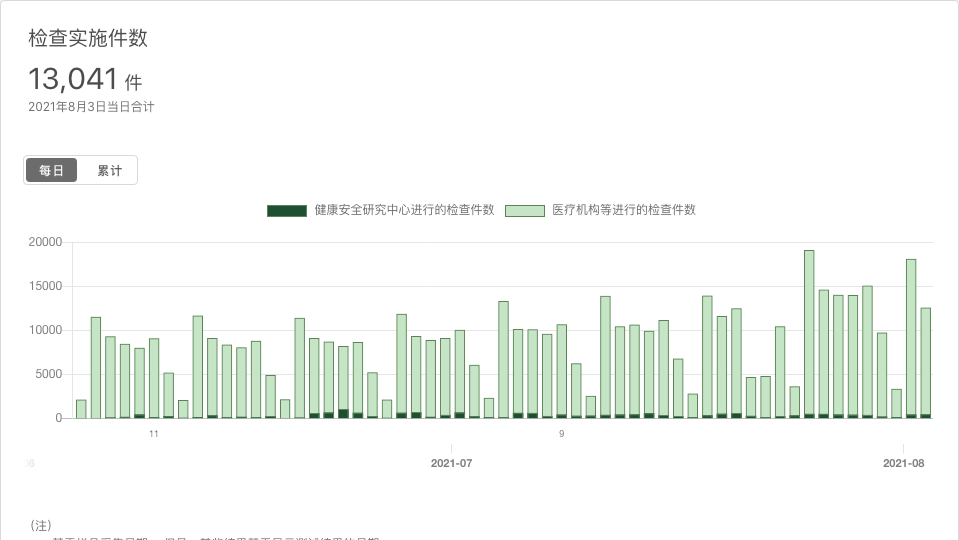 检查实施件数
13,041 件
2021年8月3日当日合计
每日 累计
健康安全研究中心进行的检查件数 医疗机构等进行的检查件数
20000
15000
10000
5000
0
11 9
2021-07 2021-08
(注)